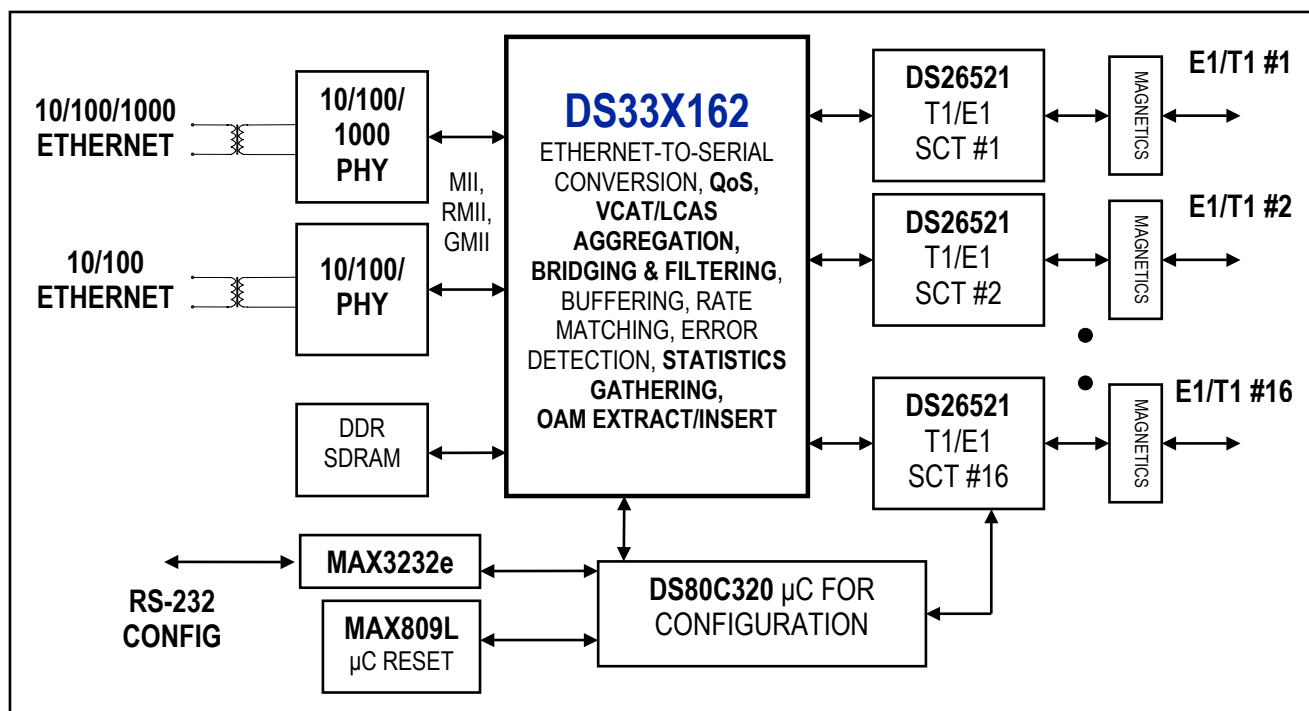 10/100/1000
ETHERNET
10/100/
1000
PHY
MII,
RMII,
GMII
10/100
ETHERNET
10/100/
PHY
DDR
SDRAM
DS33X162
ETHERNET-TO-SERIAL
CONVERSION, QoS,
VCAT/LCAS
AGGREGATION,
BRIDGING & FILTERING,
BUFFERING, RATE
MATCHING, ERROR
DETECTION, STATISTICS
GATHERING,
OAM EXTRACT/INSERT
DS26521
T1/E1
SCT #1
MAGNETICS
E1/T1 #1
DS26521
T1/E1
SCT #2
MAGNETICS
E1/T1 #2
DS26521
T1/E1
SCT #16
MAGNETICS
E1/T1 #16
RS-232
CONFIG
MAX3232e
MAX809L
µC RESET
DS80C320 µC FOR
CONFIGURATION